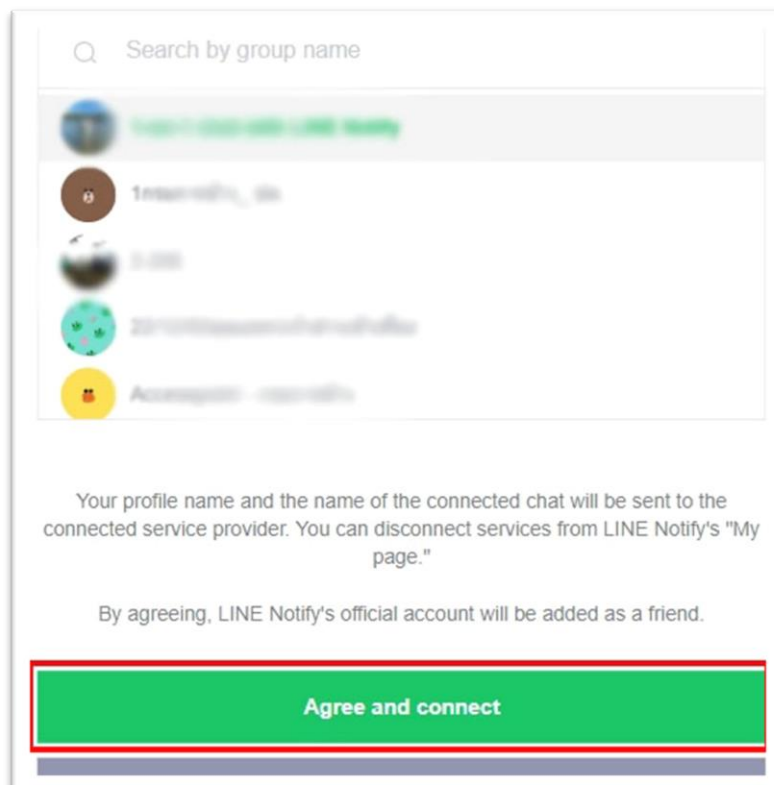 Search by group name
LINE Notify
Your profile name and the name of the connected chat will be sent to the
connected service provider. You can disconnect services from LINE Notify's "My
page."
By agreeing, LINE Notify's official account will be added as a friend.
Agree and connect